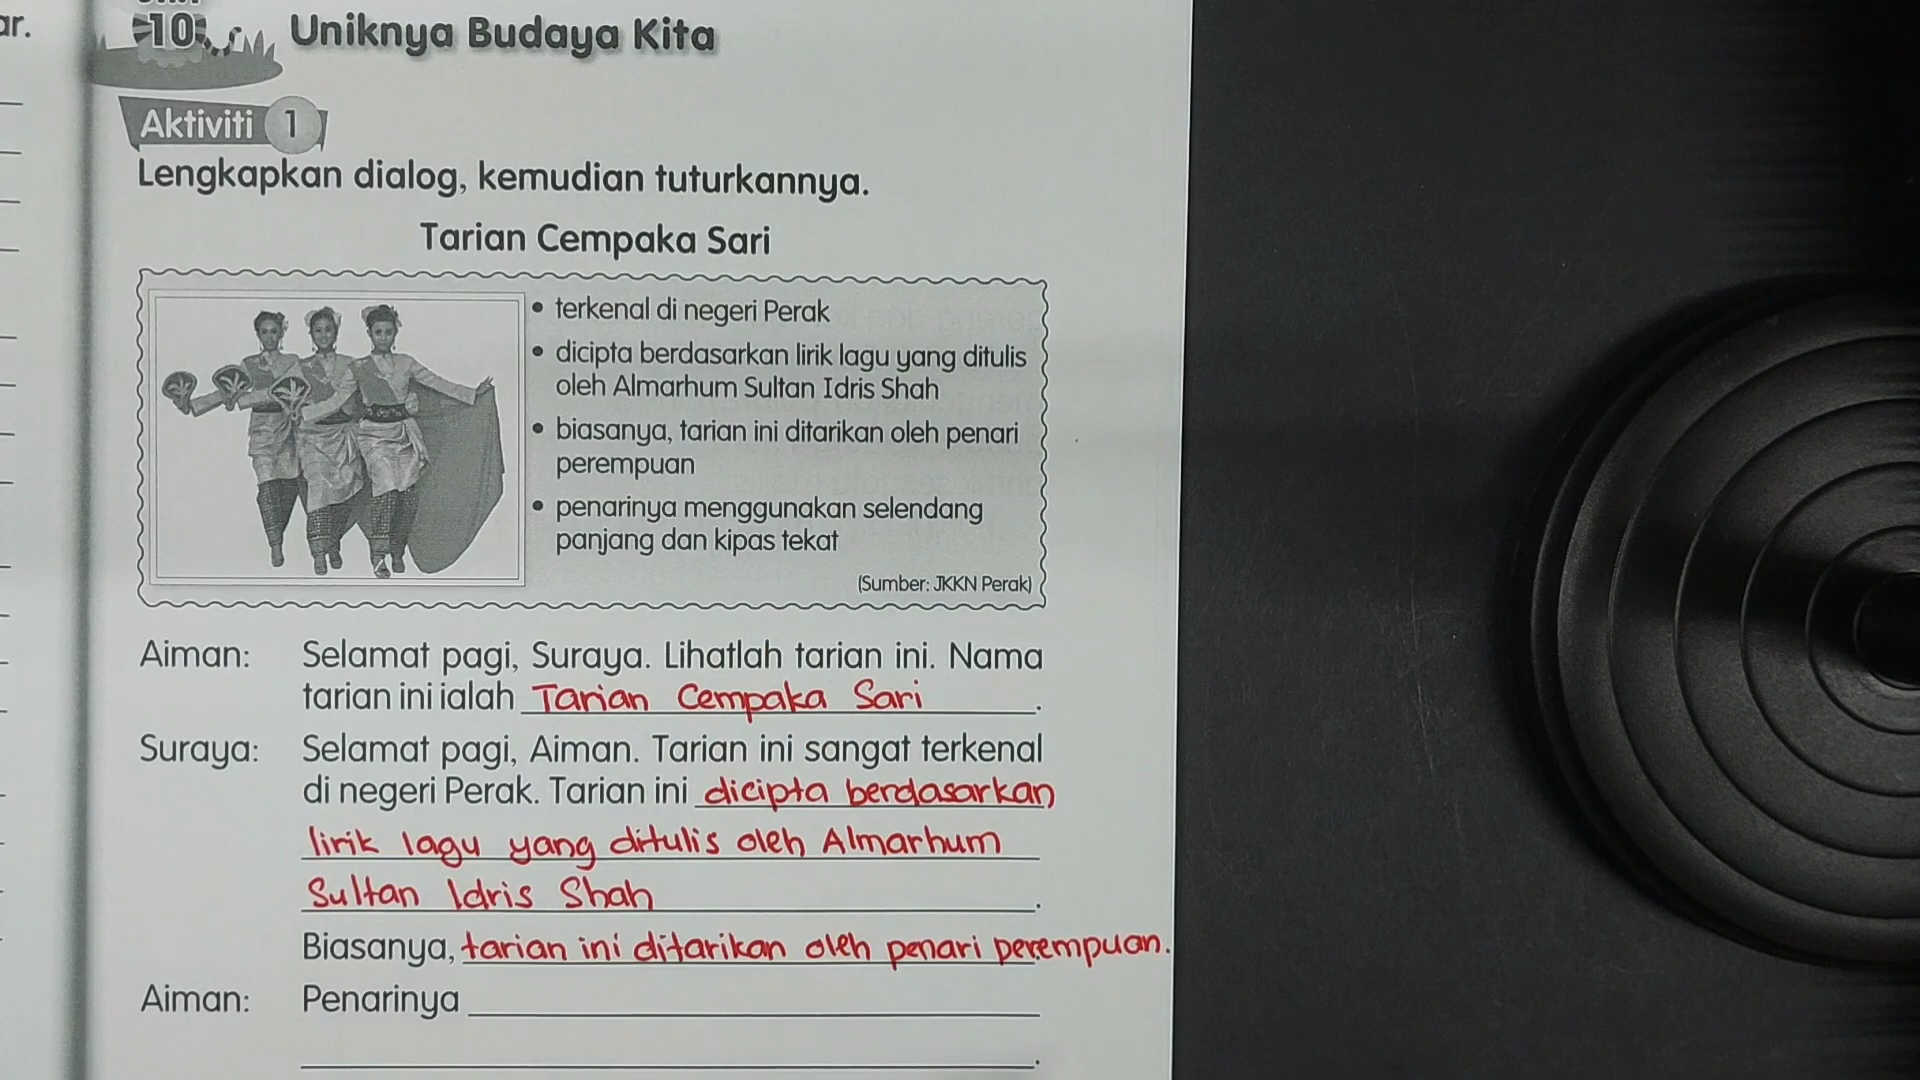 ar.
10 Uniknya Budaya Kita
Aktiviti 1
Lengkapkan dialog, kemudian tuturkannya.
Tarian Cempaka Sari
• terkenal di negeri Perak
• dicipta berdasarkan lirik lagu yang ditulis
oleh Almarhum Sultan Idris Shah
• biasanya, tarian ini ditarikan oleh penari
perempuan
• penarinya menggunakan selendang
panjang dan kipas tekat
(Sumber: JKKN Perak)
Aiman: Selamat pagi, Suraya. Lihatlah tarian ini. Nama
tarian ini ialah Tarian Cempaka Sari.
Suraya: Selamat pagi, Aiman. Tarian ini sangat terkenal
di negeri Perak. Tarian ini dicipta berdasarkan
lirik lagu yang ditulis oleh Almarhum
Sultan Idris Shah.
Biasanya, tarian ini ditarikan oleh penari perempuan.
Aiman: Penarinya
.